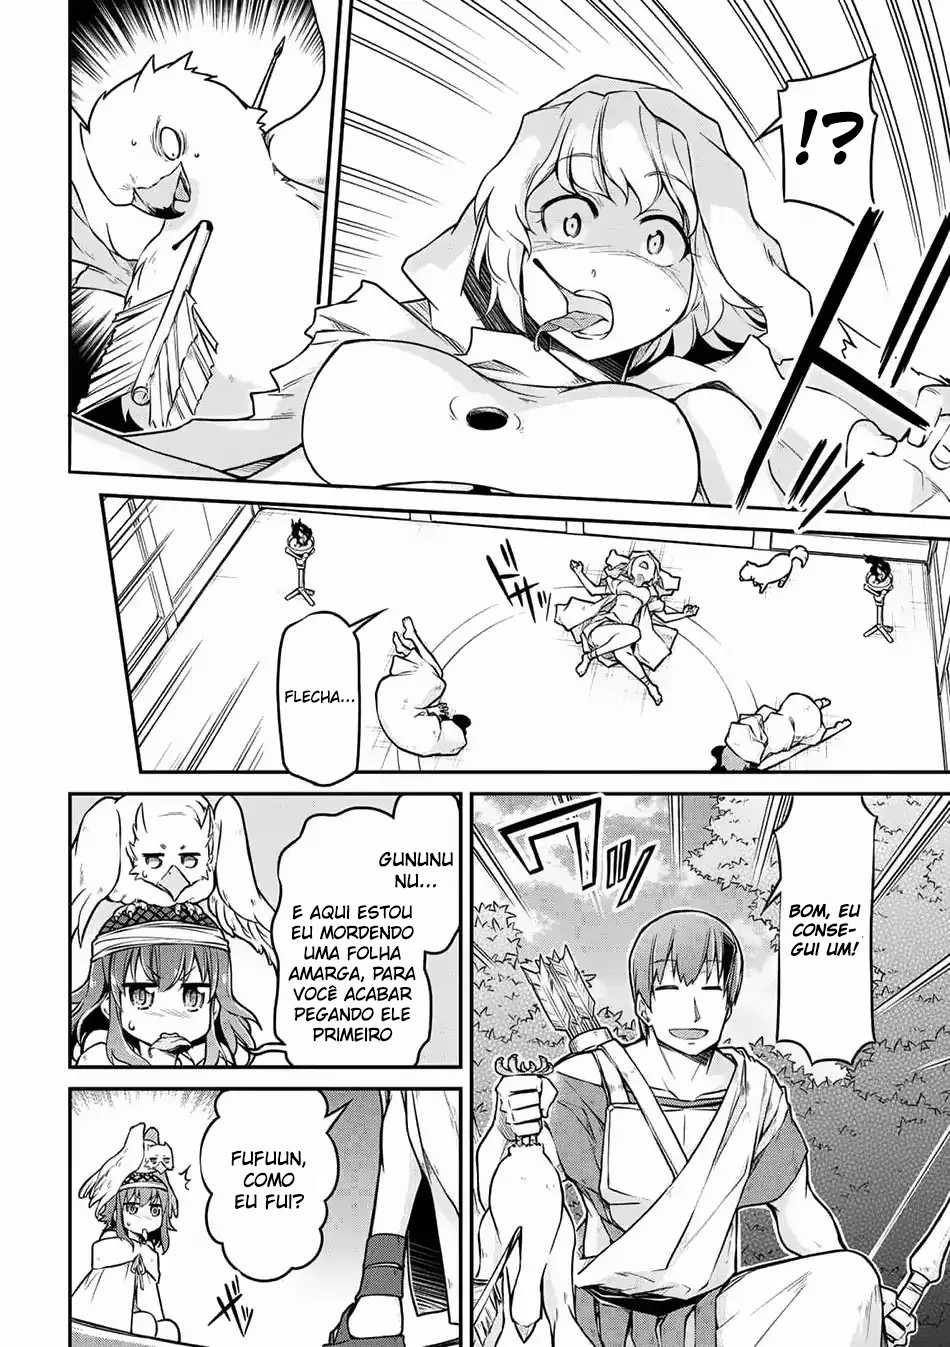 !?
FLECHA...
BOM, EU
CONSE-
GUI UM!
GUNUNU
NU...
E AQUI ESTOU
EU MORDENDO
UMA FOLHA
AMARGA, PARA
VOCÊ ACABAR
PEGANDO ELE
PRIMEIRO
FUFUUN,
COMO
EU FUI?